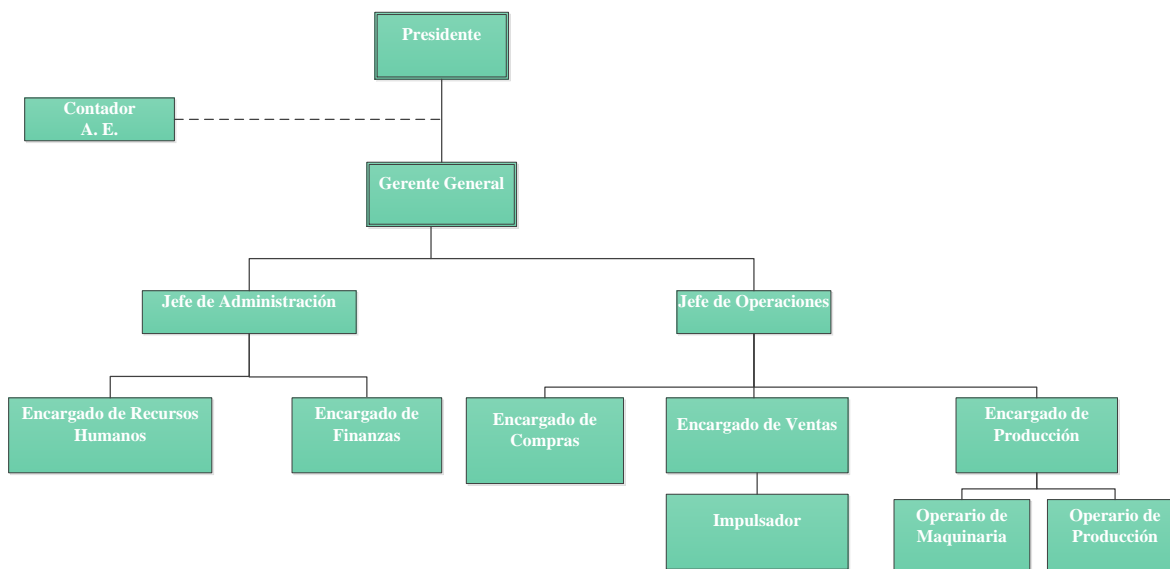 Presidente
Contador
A. E.
Gerente General
Jefe de Administración
Jefe de Operaciones
Encargado de Recursos
Humanos
Encargado de
Finanzas
Encargado de
Compras
Encargado de Ventas
Encargado de
Producción
Impulsador
Operario de
Maquinaria
Operario de
Producción